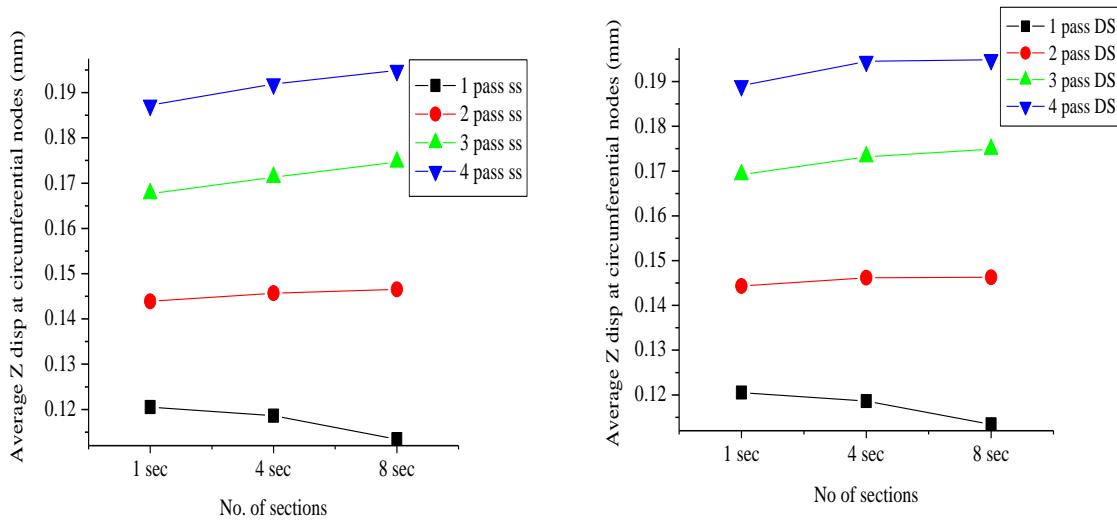 Average Z disp at circumferential nodes (mm)
0.19
0.18
0.17
0.16
0.15
0.14
0.13
0.12
1 sec
4 sec
8 sec
No. of sections
1 pass ss
2 pass ss
3 pass ss
4 pass ss
Average Z disp at circumferential nodes (mm)
0.19
0.18
0.17
0.16
0.15
0.14
0.13
0.12
1 sec
4 sec
8 sec
No of sections
1 pass DS
2 pass DS
3 pass DS
4 pass DS